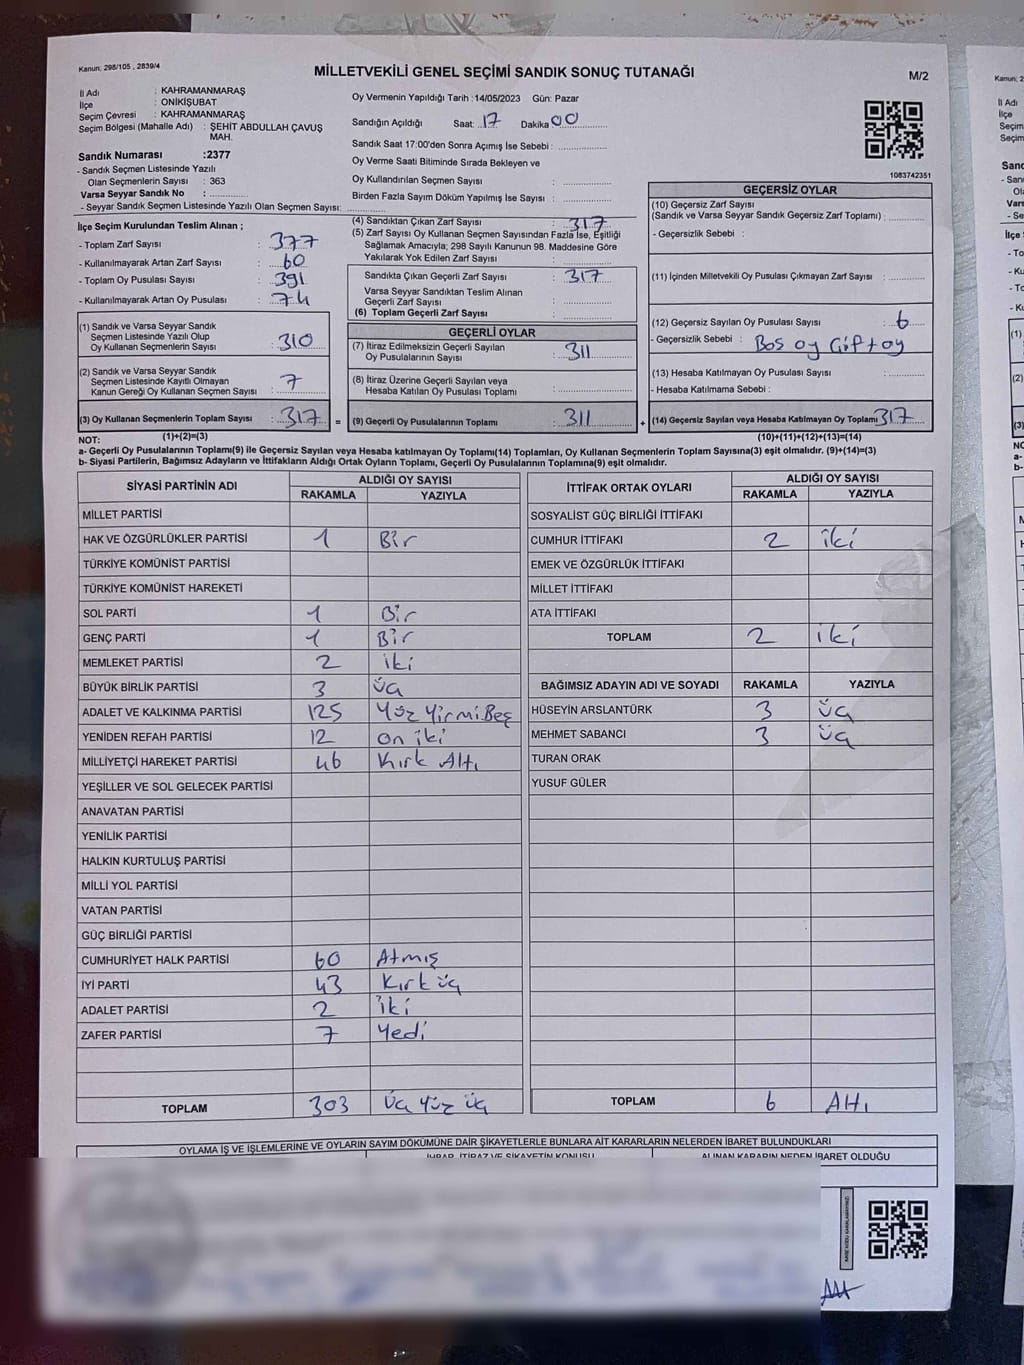 Kanun: 298/105 , 2839/4
MİLLETVEKİLİ GENEL SEÇİMİ SANDIK SONUÇ TUTANAĞI
M/2
İl Adı : KAHRAMANMARAŞ
İlçe : ONİKİŞUBAT
Seçim Çevresi : KAHRAMANMARAŞ
Seçim Bölgesi (Mahalle Adı) : ŞEHİT ABDULLAH ÇAVUŞ MAH.
Sandık Numarası :2377
- Sandık Seçmen Listesinde Yazılı
Olan Seçmenlerin Sayısı : 363
Varsa Seyyar Sandık No :
- Seyyar Sandık Seçmen Listesinde Yazılı Olan Seçmen Sayısı:
Oy Vermenin Yapıldığı Tarih :14/05/2023 Gün: Pazar
Sandığın Açıldığı Saat: 17 Dakika 00
Sandık Saat 17:00'den Sonra Açımış İse Sebebi :
Oy Verme Saati Bitiminde Sırada Bekleyen ve
Oy Kullandırılan Seçmen Sayısı :
Birden Fazla Sayım Döküm Yapılmış İse Sayısı :
1083742351
İlçe Seçim Kurulundan Teslim Alınan ;
- Toplam Zarf Sayısı : 377
- Kullanılmayarak Artan Zarf Sayısı : 60
- Toplam Oy Pusulası Sayısı : 391
- Kullanılmayarak Artan Oy Pusulası : 74
(1) Sandık ve Varsa Seyyar Sandık
Seçmen Listesinde Yazılı Olup
Oy Kullanan Seçmenlerin Sayısı : 310
(2) Sandık ve Varsa Seyyar Sandık
Seçmen Listesinde Kayıtlı Olmayan
Kanun Gereği Oy Kullanan Seçmen Sayısı : 7
(3) Oy Kullanan Seçmenlerin Toplam Sayısı : 317 =
(1)+(2)=(3)
(4) Sandıktan Çıkan Zarf Sayısı : 317
(5) Zarf Sayısı Oy Kullanan Seçmen Sayısından Fazla İse, Eşitliği
Sağlamak Amacıyla; 298 Sayılı Kanunun 98. Maddesine Göre
Yakılarak Yok Edilen Zarf Sayısı :
Sandıkta Çıkan Geçerli Zarf Sayısı : 317
Varsa Seyyar Sandıktan Teslim Alınan
Geçerli Zarf Sayısı :
(6) Toplam Geçerli Zarf Sayısı :
GEÇERLİ OYLAR
(7) İtiraz Edilmeksizin Geçerli Sayılan
Oy Pusulalarının Sayısı : 311
(8) İtiraz Üzerine Geçerli Sayılan veya
Hesaba Katılan Oy Pusulası Toplamı :
(9) Geçerli Oy Pusulalarının Toplamı : 311 +
GEÇERSİZ OYLAR
(10) Geçersiz Zarf Sayısı
(Sandık ve Varsa Seyyar Sandık Geçersiz Zarf Toplamı) :
- Geçersizlik Sebebi :
(11) İçinden Milletvekili Oy Pusulası Çıkmayan Zarf Sayısı :
(12) Geçersiz Sayılan Oy Pusulası Sayısı : 6
- Geçersizlik Sebebi : Boş oy Çift oy
(13) Hesaba Katılmayan Oy Pusulası Sayısı :
- Hesaba Katılmama Sebebi :
(14) Geçersiz Sayılan veya Hesaba Katılmayan Oy Toplamı 317
(10)+(11)+(12)+(13)=(14)
NOT:
a- Geçerli Oy Pusulalarının Toplamı(9) ile Geçersiz Sayılan veya Hesaba katılmayan Oy Toplamı(14) Toplamları, Oy Kullanan Seçmenlerin Toplam Sayısına(3) eşit olmalıdır. (9)+(14)=(3)
b- Siyasi Partilerin, Bağımsız Adayların ve İttifakların Aldığı Ortak Oyların Toplamı, Geçerli Oy Pusulalarının Toplamına(9) eşit olmalıdır.
SİYASİ PARTİNİN ADI ALDIĞI OY SAYISI
RAKAMLA YAZIYLA
MİLLET PARTİSİ
HAK VE ÖZGÜRLÜKLER PARTİSİ 1 Bir
TÜRKİYE KOMÜNİST PARTİSİ
TÜRKİYE KOMÜNİST HAREKETİ
SOL PARTİ 1 Bir
GENÇ PARTİ 1 Bir
MEMLEKET PARTİSİ 2 iki
BÜYÜK BİRLİK PARTİSİ 3 üç
ADALET VE KALKINMA PARTİSİ 125 Yüz Yirmi Beş
YENİDEN REFAH PARTİSİ 12 on iki
MİLLİYETÇİ HAREKET PARTİSİ 46 Kırk Altı
YEŞİLLER VE SOL GELECEK PARTİSİ
ANAVATAN PARTİSİ
YENİLİK PARTİSİ
HALKIN KURTULUŞ PARTİSİ
MİLLİ YOL PARTİSİ
VATAN PARTİSİ
GÜÇ BİRLİĞİ PARTİSİ
CUMHURİYET HALK PARTİSİ 60 Atmış
İYİ PARTİ 43 Kırk üç
ADALET PARTİSİ 2 iki
ZAFER PARTİSİ 7 Yedi
TOPLAM 303 üç Yüz üç
İTTİFAK ORTAK OYLARI ALDIĞI OY SAYISI
RAKAMLA YAZIYLA
SOSYALİST GÜÇ BİRLİĞİ İTTİFAKI
CUMHUR İTTİFAKI 2 iki
EMEK VE ÖZGÜRLÜK İTTİFAKI
MİLLET İTTİFAKI
ATA İTTİFAKI
TOPLAM 2 iki
BAĞIMSIZ ADAYIN ADI VE SOYADI RAKAMLA YAZIYLA
HÜSEYİN ARSLANTÜRK 3 üç
MEHMET SABANCI 3 üç
TURAN ORAK
YUSUF GÜLER
TOPLAM 6 Altı
OYLAMA İŞ VE İŞLEMLERİNE VE OYLARIN SAYIM DÖKÜMÜNE DAİR ŞİKAYETLERLE BUNLARA AİT KARARLARIN NELERDEN İBARET BULUNDUKLARI
İHBAR, İTİRAZ VE ŞİKAYETİN KONUSU ALINAN KARARIN NEDEN İBARET OLDUĞU
Kanun: 2
İl Adı
İlçe
Seçim
Seçim